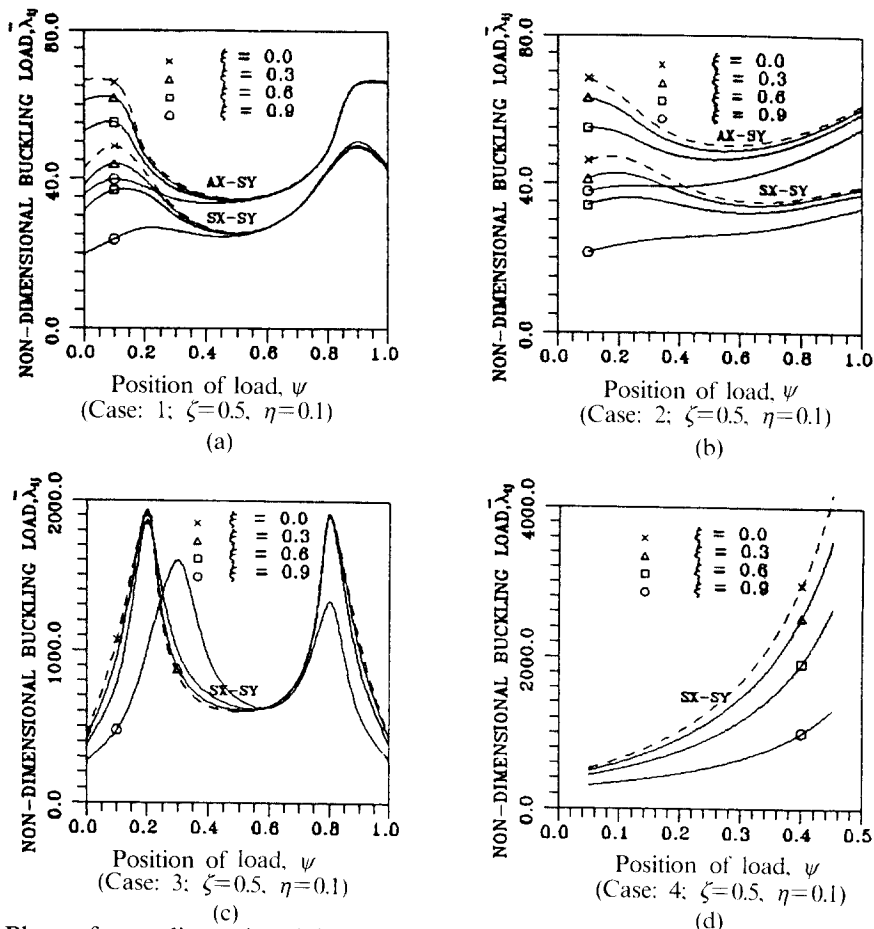 NON-DIMENSIONAL BUCKLING LOAD, λ̄ij
80.0
40.0
0.0
× ξ = 0.0
△ ξ = 0.3
□ ξ = 0.6
○ ξ = 0.9
AX-SY
SX-SY
0.0 0.2 0.4 0.6 0.8 1.0
Position of load, ψ
(Case: 1; ζ=0.5, η=0.1)
(a)
NON-DIMENSIONAL BUCKLING LOAD, λ̄ij
80.0
40.0
0.0
× ξ = 0.0
△ ξ = 0.3
□ ξ = 0.6
○ ξ = 0.9
AX-SY
SX-SY
0.0 0.2 0.4 0.6 0.8 1.0
Position of load, ψ
(Case: 2; ζ=0.5, η=0.1)
(b)
NON-DIMENSIONAL BUCKLING LOAD, λ̄ij
2000.0
1000.0
0.0
× ξ = 0.0
△ ξ = 0.3
□ ξ = 0.6
○ ξ = 0.9
SX-SY
0.0 0.2 0.4 0.6 0.8 1.0
Position of load, ψ
(Case: 3; ζ=0.5, η=0.1)
(c)
NON-DIMENSIONAL BUCKLING LOAD, λ̄ij
4000.0
2000.0
0.0
× ξ = 0.0
△ ξ = 0.3
□ ξ = 0.6
○ ξ = 0.9
SX-SY
0.0 0.1 0.2 0.3 0.4 0.5
Position of load, ψ
(Case: 4; ζ=0.5, η=0.1)
(d)